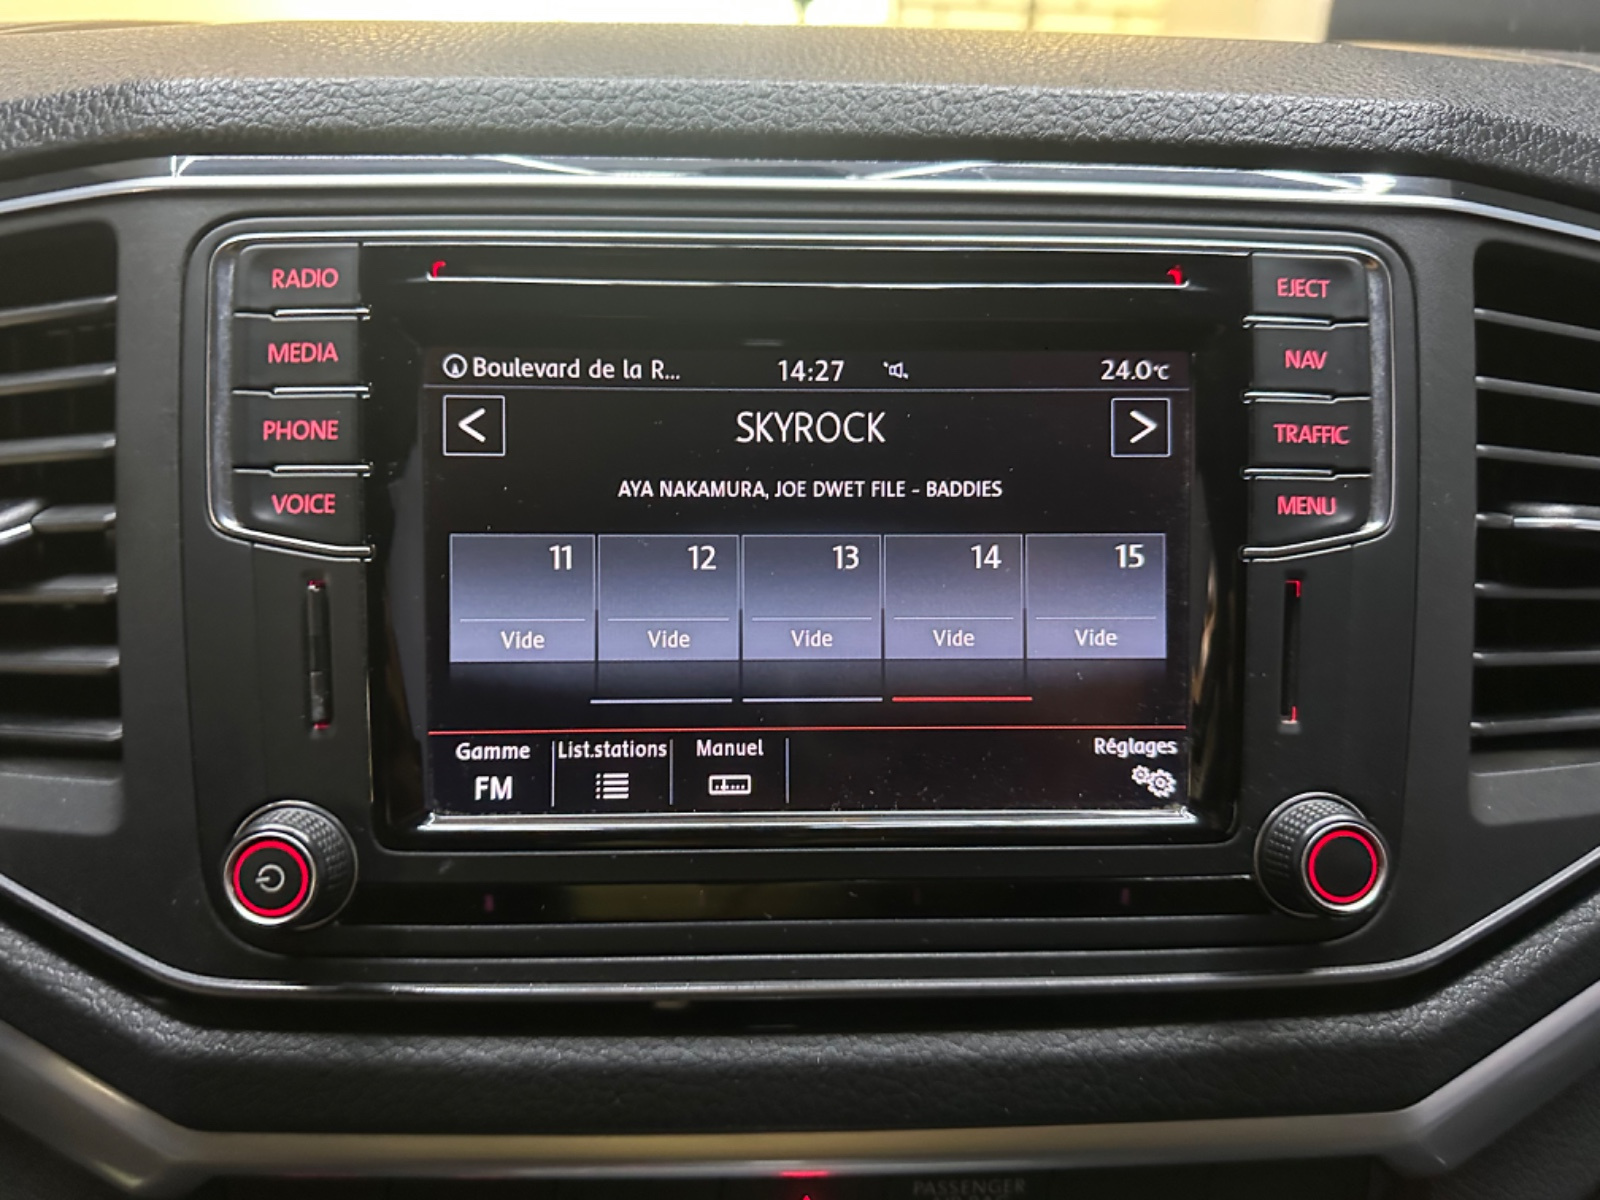 RADIO
MEDIA
PHONE
VOICE
EJECT
NAV
TRAFFIC
MENU
Boulevard de la R... 14:27 24.0°C
< SKYROCK >
AYA NAKAMURA, JOE DWET FILE - BADDIES
11 12 13 14 15
Vide Vide Vide Vide Vide
Gamme List.stations Manuel Réglages
FM
PASSENGER